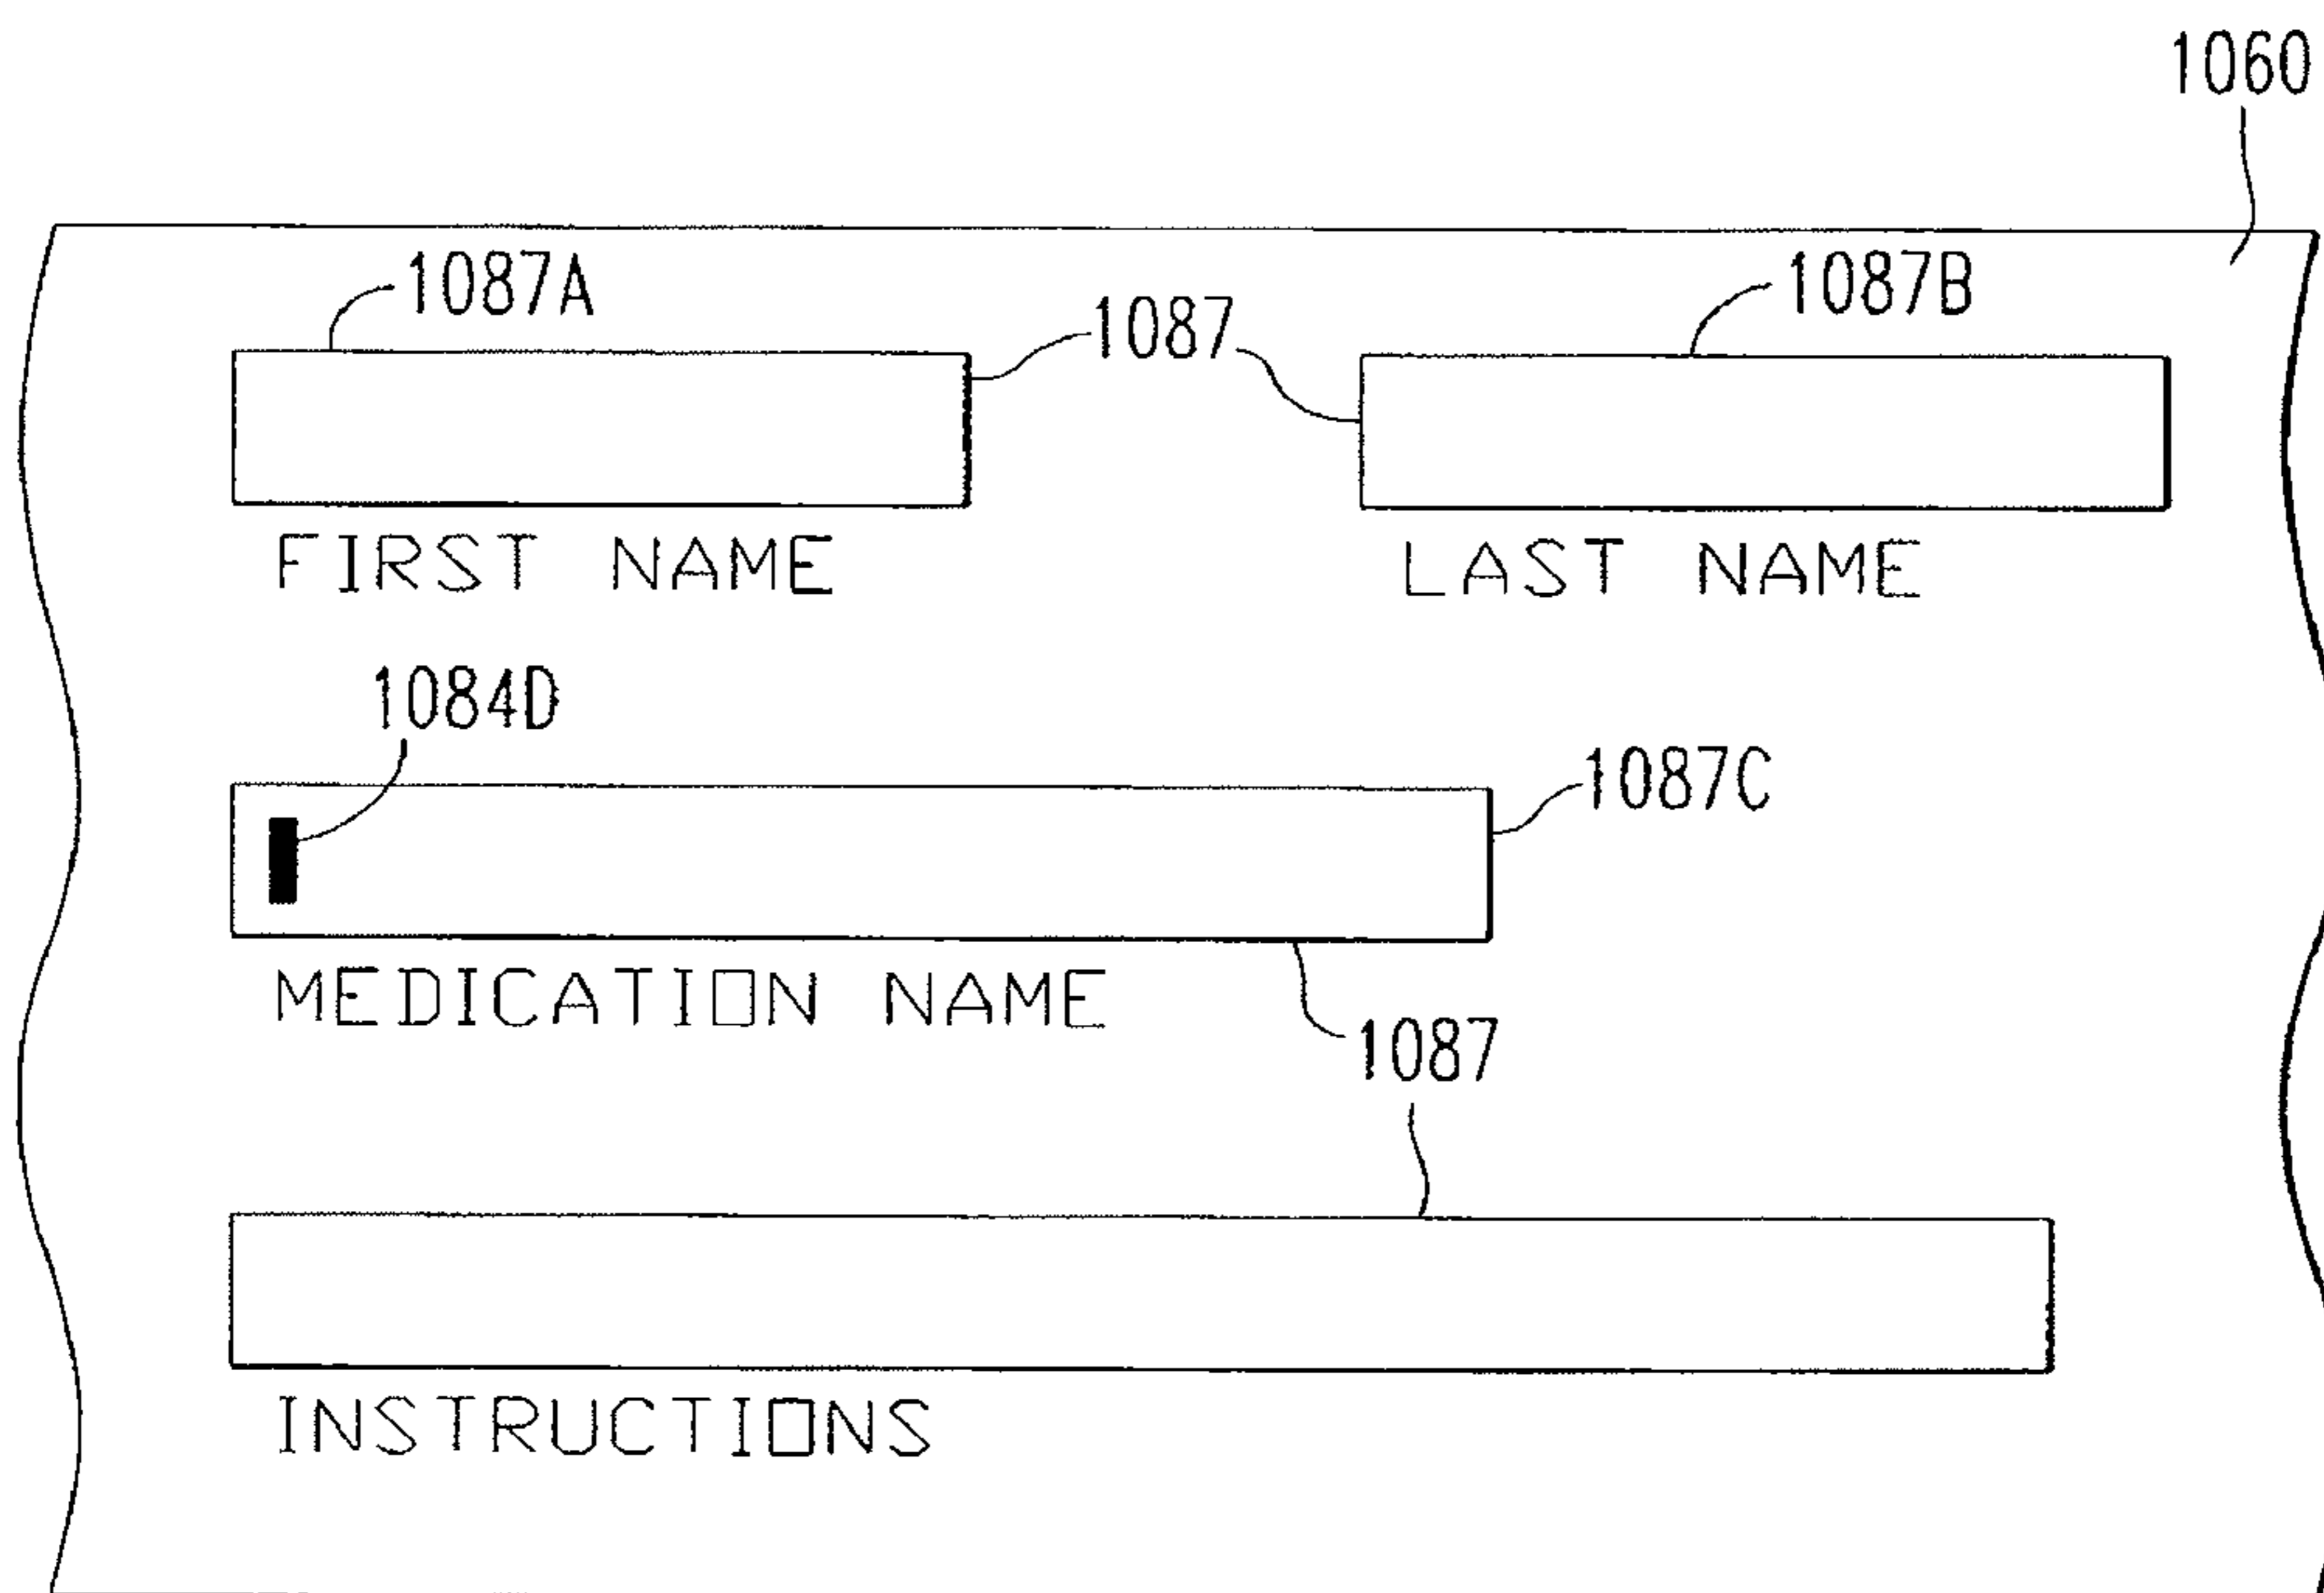 1060
1087A 1087 1087B
FIRST NAME LAST NAME
1084D
1087C
MEDICATION NAME
1087
INSTRUCTIONS